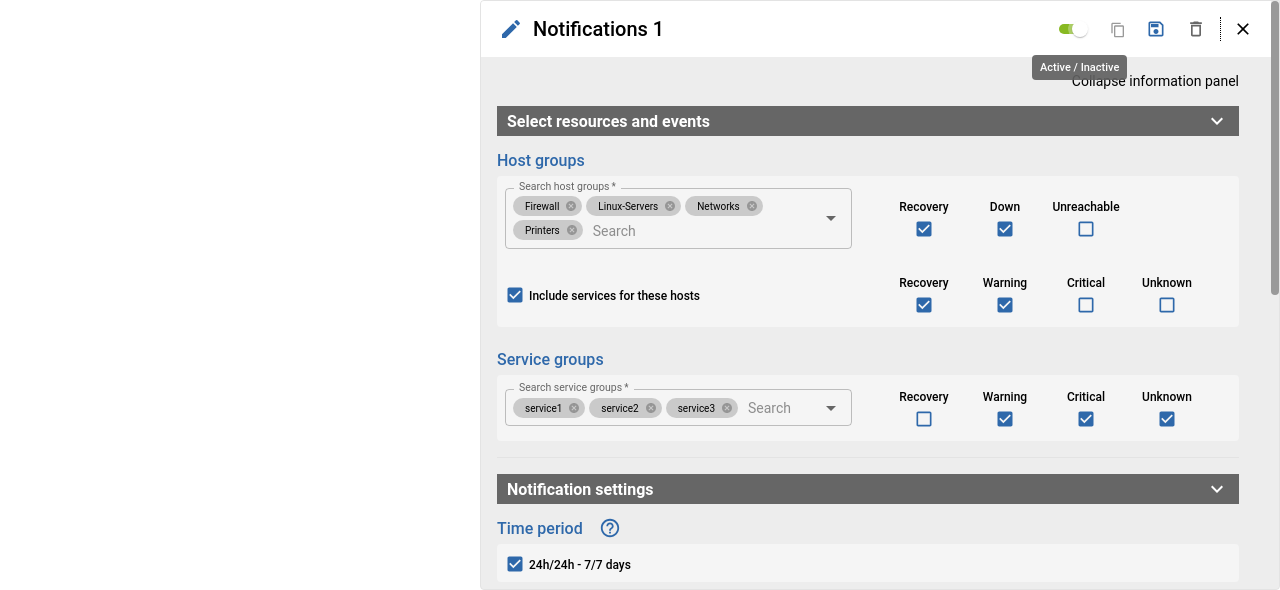 Notifications 1
Active / Inactive
Collapse information panel
Select resources and events
Host groups
Search host groups *
Firewall Linux-Servers Networks
Printers Search
Recovery Down Unreachable
Include services for these hosts
Recovery Warning Critical Unknown
Service groups
Search service groups *
service1 service2 service3 Search
Recovery Warning Critical Unknown
Notification settings
Time period ?
24h/24h - 7/7 days